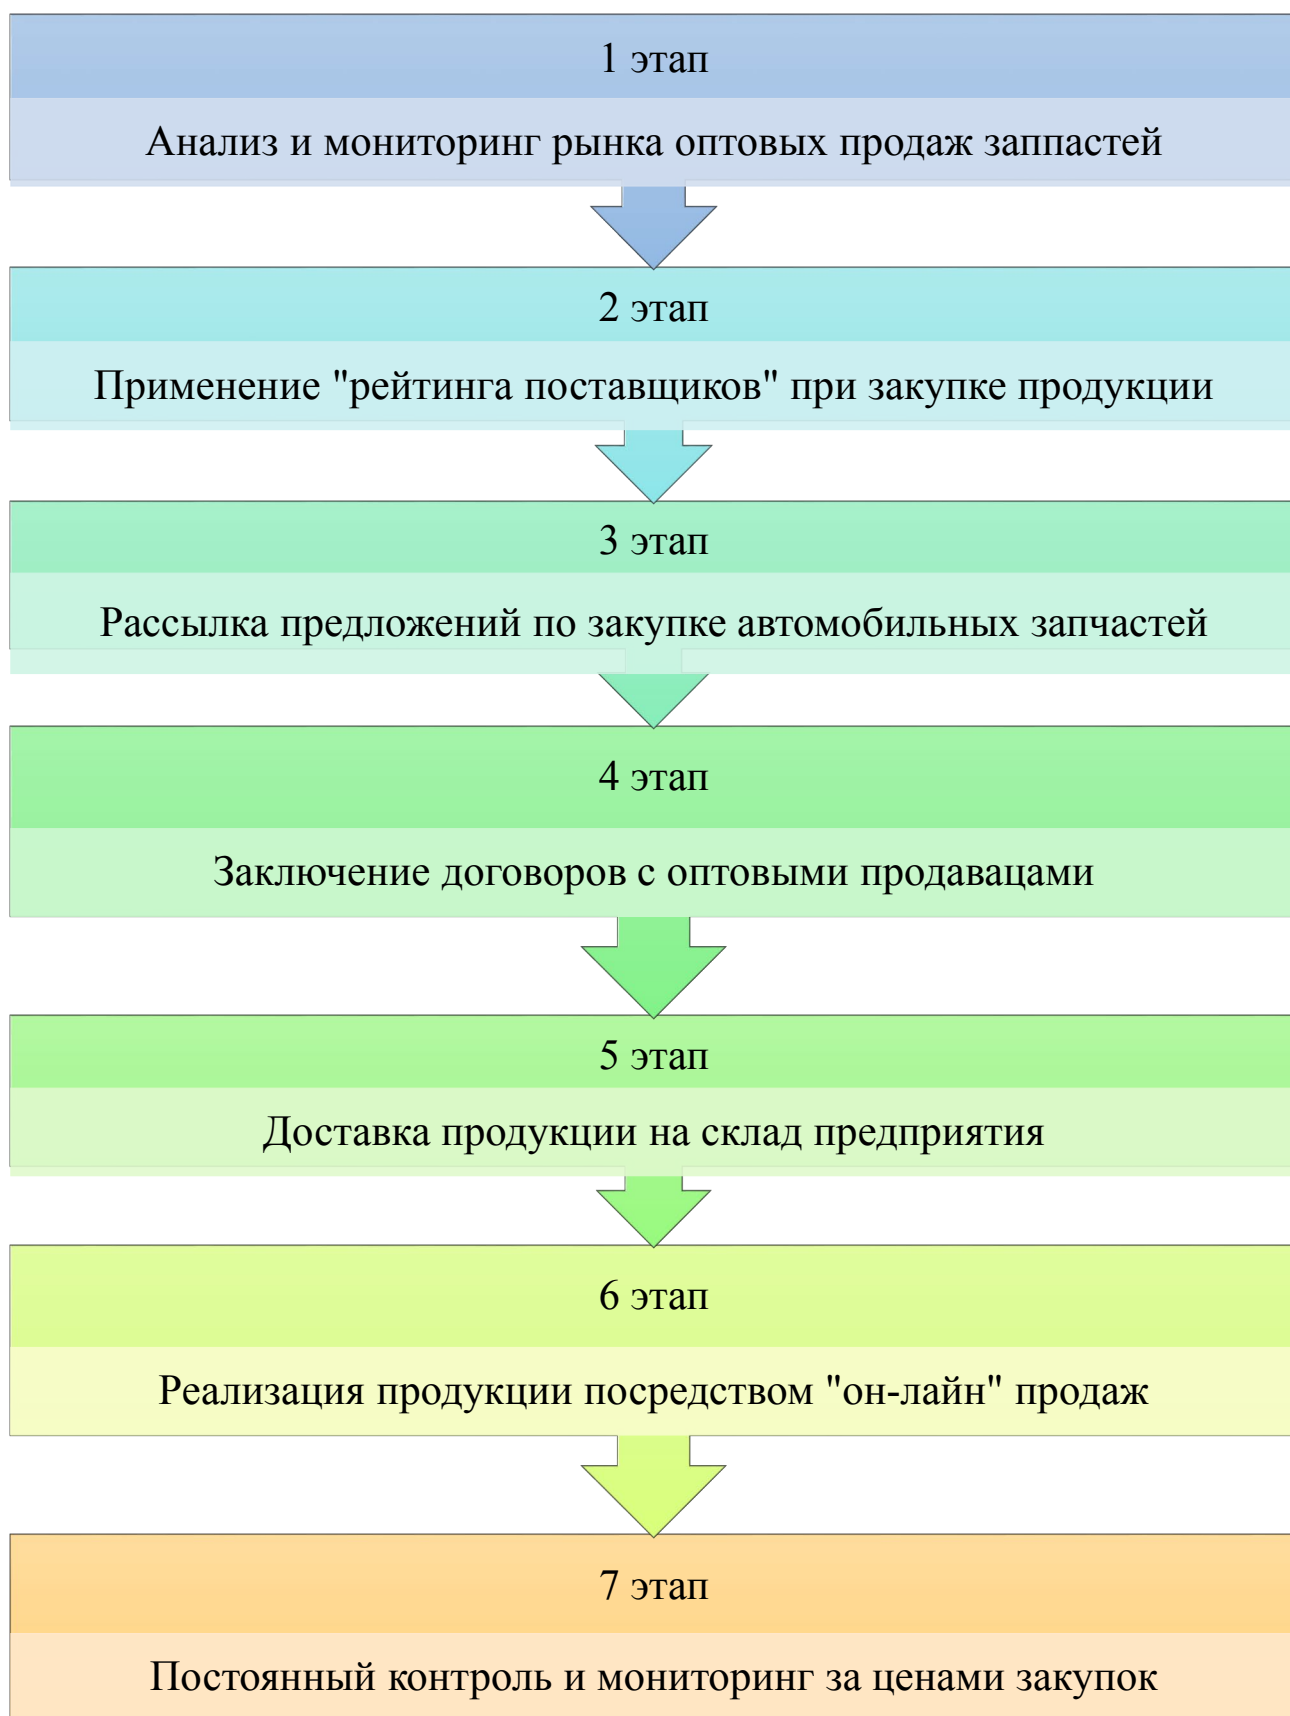 1 этап
Анализ и мониторинг рынка оптовых продаж заппастей
2 этап
Применение "рейтинга поставщиков" при закупке продукции
3 этап
Рассылка предложений по закупке автомобильных запчастей
4 этап
Заключение договоров с оптовыми продавацами
5 этап
Доставка продукции на склад предприятия
6 этап
Реализация продукции посредством "он-лайн" продаж
7 этап
Постоянный контроль и мониторинг за ценами закупок